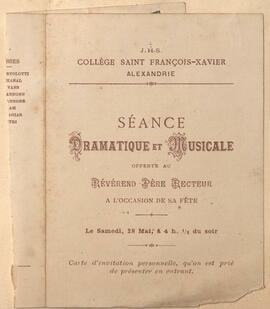 J.H.S.
COLLÈGE SAINT FRANÇOIS-XAVIER
ALEXANDRIE
SÉANCE
DRAMATIQUE ET MUSICALE
OFFERTE AU
RÉVÉREND PÈRE RECTEUR
A L'OCCASION DE SA FÊTE
Le Samedi, 28 Mai, à 4 h. ½ du soir
Carte d'invitation personnelle, qu'on est prié
de présenter en entrant.